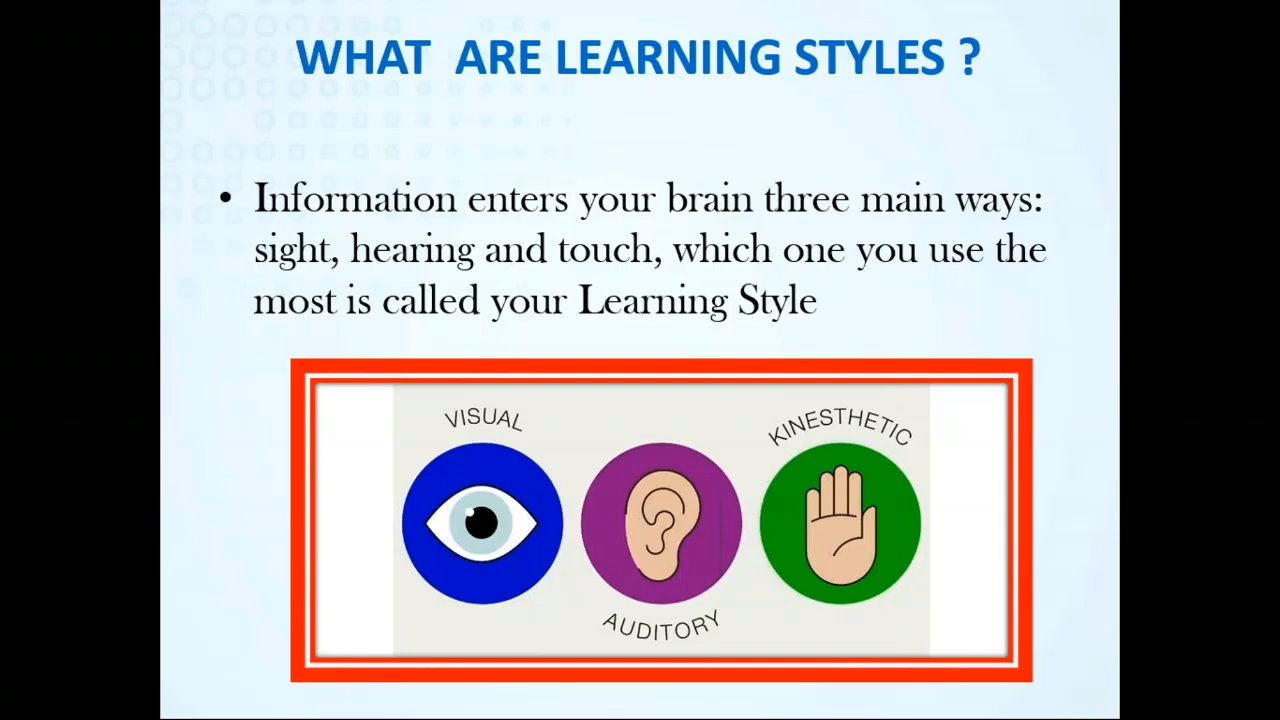 WHAT ARE LEARNING STYLES ?
• Information enters your brain three main ways:
sight, hearing and touch, which one you use the
most is called your Learning Style
VISUAL
KINESTHETIC
AUDITORY